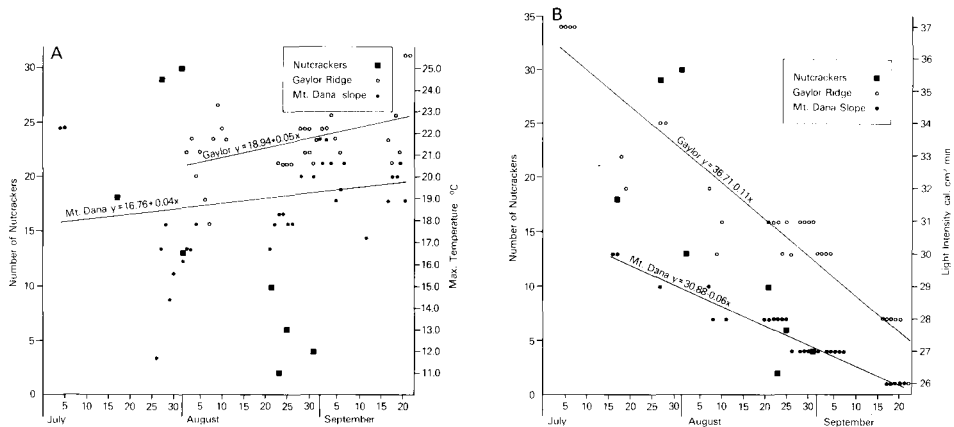 A
Nutcrackers
Gaylor Ridge
Mt. Dana slope
Gaylor y=18.94+0.05x
Mt. Dana y=16.76+0.04x
Number of Nutcrackers
30
25
20
15
10
5
0
Max. Temperature °C
25.0
24.0
23.0
22.0
21.0
20.0
19.0
18.0
17.0
16.0
15.0
14.0
13.0
12.0
11.0
5 10 15 20 25 30 5 10 15 20 25 30 5 10 15 20
July August September
B
Nutcrackers
Gaylor Ridge
Mt. Dana Slope
Gaylor y=36.71-0.11x
Mt. Dana y=30.88-0.06x
Number of Nutcrackers
35
30
25
20
15
10
5
0
Light Intensity cal. cm² min
37
36
35
34
33
32
31
30
29
28
27
26
5 10 15 20 25 30 5 10 15 20 25 30 5 10 15 20
July August September